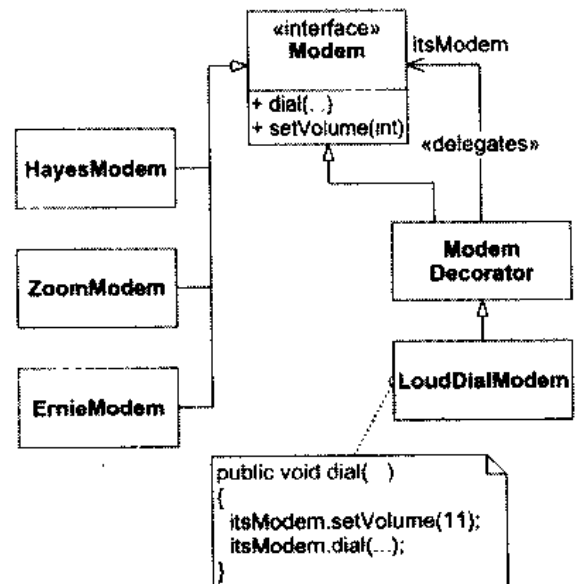 «interface»
Modem
itsModem
+ dial(...)
+ setVolume(int)
«delegates»
HayesModem
Modem
Decorator
ZoomModem
LoudDialModem
ErnieModem
public void dial(...)
{
itsModem.setVolume(11);
itsModem.dial(...);
}